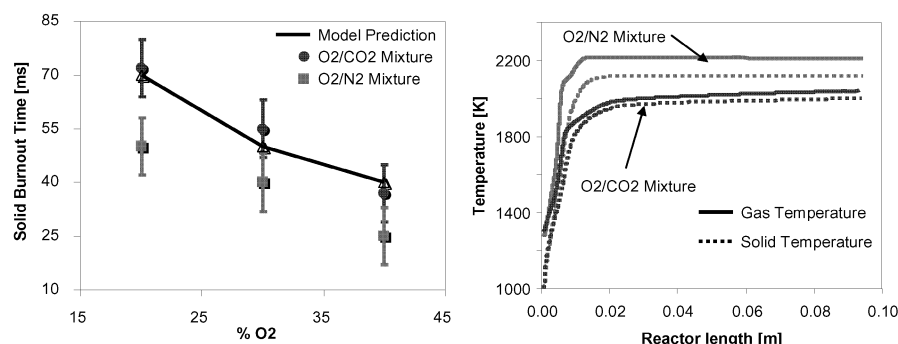 Solid Burnout Time [ms]
85
70
55
40
25
10
15
25
35
45
% O2
Model Prediction
O2/CO2 Mixture
O2/N2 Mixture
Temperature [K]
2200
1800
1400
1000
0.00
0.02
0.04
0.06
0.08
0.10
Reactor length [m]
O2/N2 Mixture
O2/CO2 Mixture
Gas Temperature
Solid Temperature